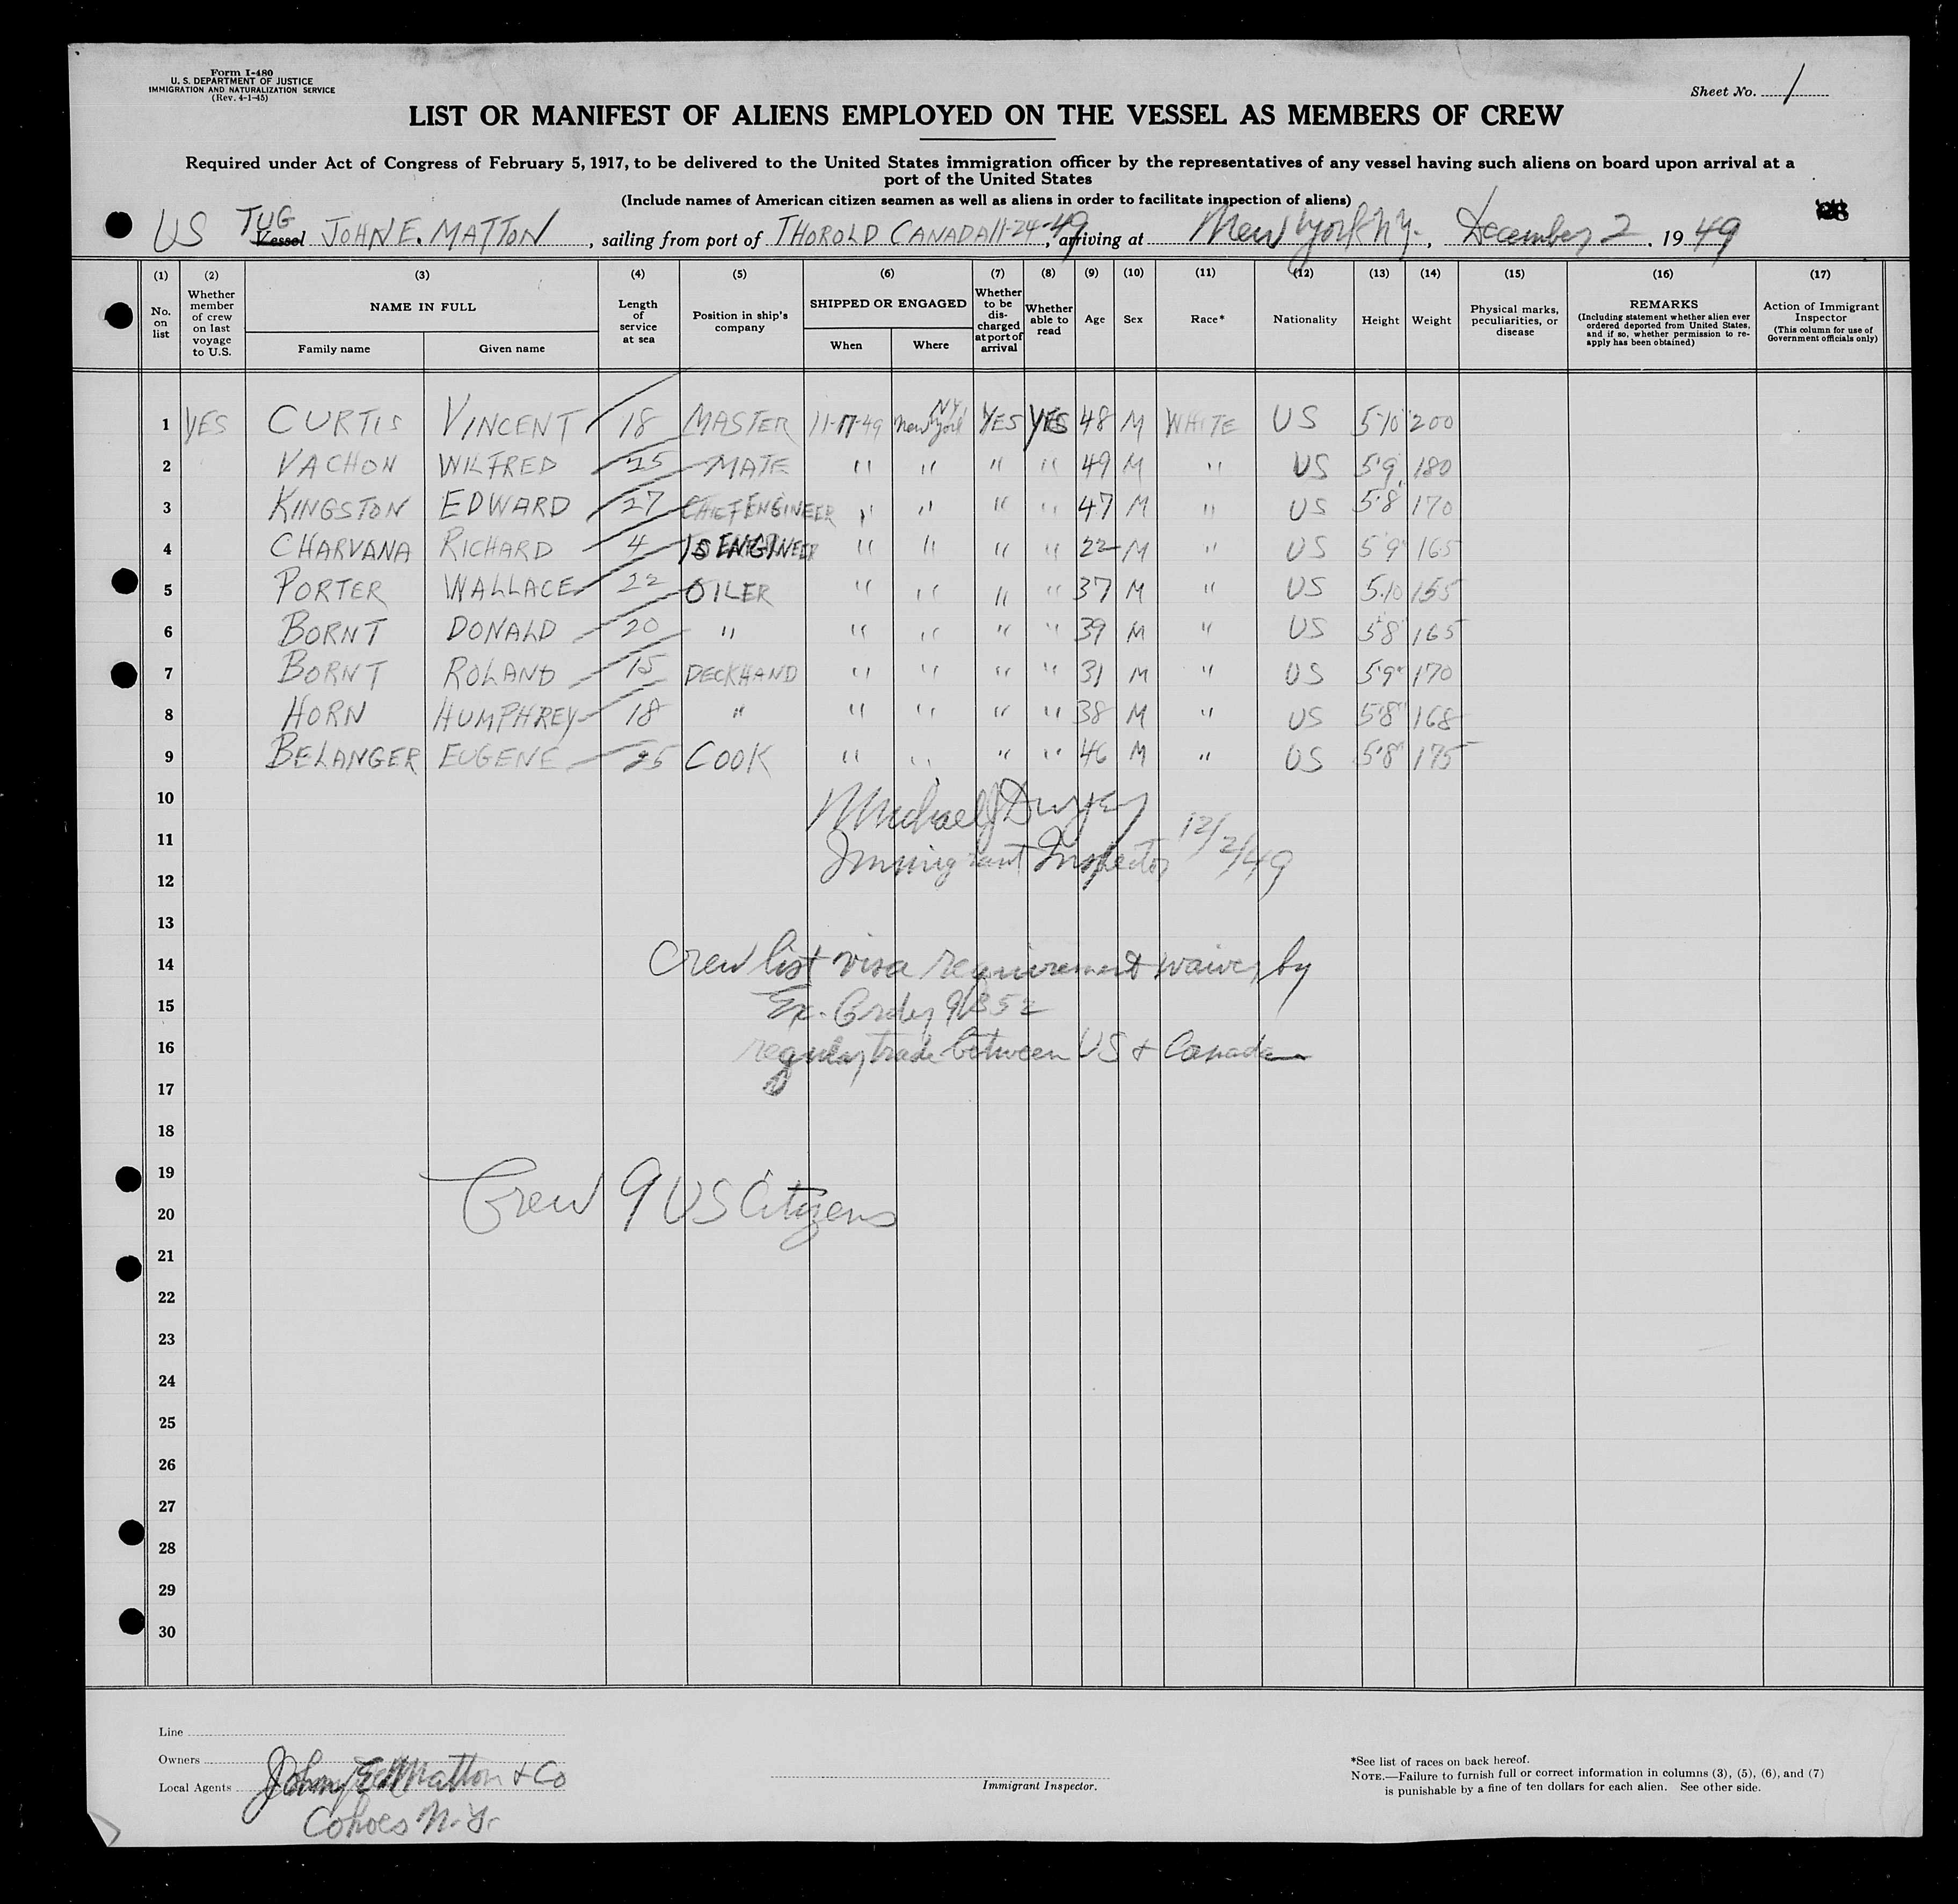 Form I-480
U. S. DEPARTMENT OF JUSTICE
IMMIGRATION AND NATURALIZATION SERVICE
(Rev. 4-1-45)
Sheet No. 1
LIST OR MANIFEST OF ALIENS EMPLOYED ON THE VESSEL AS MEMBERS OF CREW
Required under Act of Congress of February 5, 1917, to be delivered to the United States immigration officer by the representatives of any vessel having such aliens on board upon arrival at a
port of the United States
(Include names of American citizen seamen as well as aliens in order to facilitate inspection of aliens)
US TUG Vessel JOHN E. MATTON, sailing from port of THOROLD CANADA 11-24-49, arriving at New York N.Y., December 2, 1949
(1) (2) (3) (4) (5) (6) (7) (8) (9) (10) (11) (12) (13) (14) (15) (16) (17)
No. on list
Whether member of crew on last voyage to U.S.
NAME IN FULL
Family name
Given name
Length of service at sea
Position in ship's company
SHIPPED OR ENGAGED
When
Where
Whether to be discharged at port of arrival
Whether able to read
Age
Sex
Race*
Nationality
Height
Weight
Physical marks, peculiarities, or disease
REMARKS
(Including statement whether alien ever ordered deported from United States, and if so, whether permission to re-apply has been obtained)
Action of Immigrant Inspector
(This column for use of Government officials only)
1 YES CURTIS VINCENT 18 MASTER 11-17-49 New York NY. YES YES 48 M WHITE US 5'10" 200
2 VACHON WILFRED 25 MATE " " " " 49 M " US 5'9" 180
3 KINGSTON EDWARD 27 CHIEF ENGINEER " " " " 47 M " US 5'8" 170
4 CHARVANA RICHARD 4 1S ENGINEER " " " " 22 M " US 5'9" 165
5 PORTER WALLACE 22 OILER " " " " 37 M " US 5'10 155
6 BORNT DONALD 20 " " " " " 39 M " US 5'8" 165
7 BORNT ROLAND 15 DECKHAND " " " " 31 M " US 5'9" 170
8 HORN HUMPHREY 18 " " " " " 38 M " US 5'8" 168
9 BELANGER EUGENE 25 COOK " " " " 46 M " US 5'8" 175
10
Michael J Dwyer
11
Immigrant Inspector 12/2/49
12
13
14 Crew list visa requirement waived by
15 Ex. Order 9352
16 regular trade between US & Canada
17
18
19
20 Crew 9 US Citizens
21
22
23
24
25
26
27
28
29
30
Line
Owners
Local Agents John E. Matton & Co
Cohoes N.Y.
Immigrant Inspector.
*See list of races on back hereof.
NOTE.—Failure to furnish full or correct information in columns (3), (5), (6), and (7)
is punishable by a fine of ten dollars for each alien. See other side.